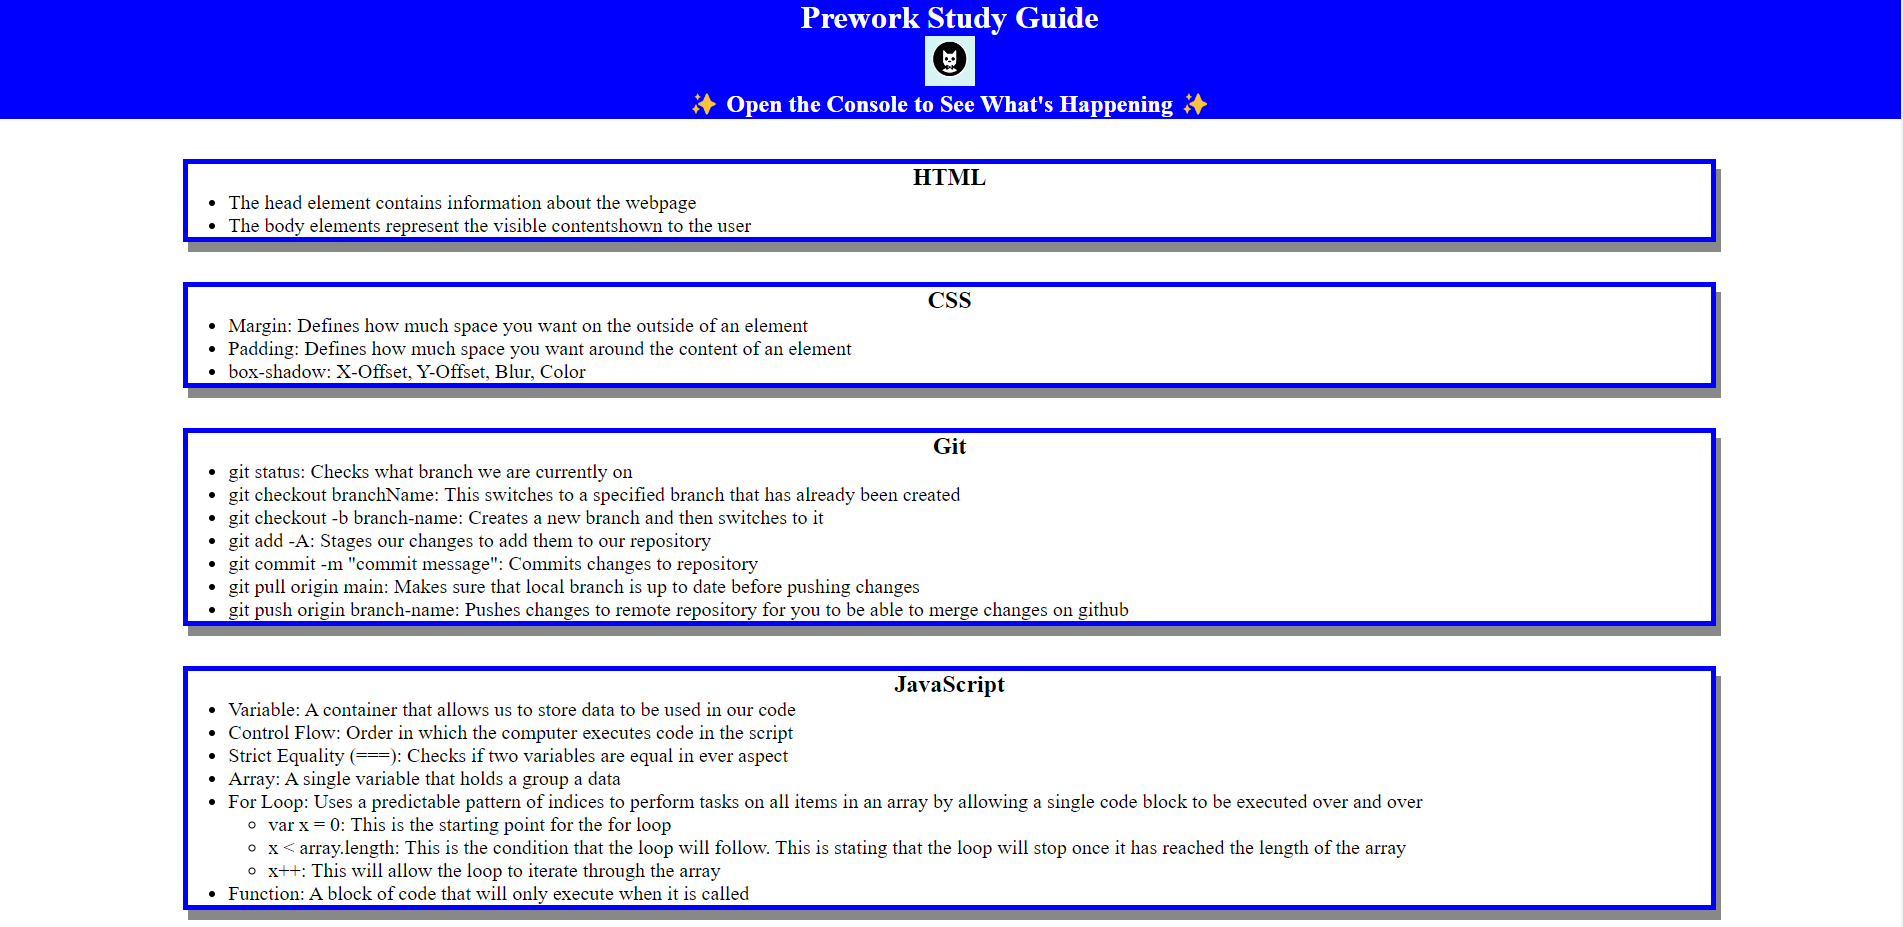 Prework Study Guide
✨ Open the Console to See What's Happening ✨
HTML
• The head element contains information about the webpage
• The body elements represent the visible contentshown to the user
CSS
• Margin: Defines how much space you want on the outside of an element
• Padding: Defines how much space you want around the content of an element
• box-shadow: X-Offset, Y-Offset, Blur, Color
Git
• git status: Checks what branch we are currently on
• git checkout branchName: This switches to a specified branch that has already been created
• git checkout -b branch-name: Creates a new branch and then switches to it
• git add -A: Stages our changes to add them to our repository
• git commit -m "commit message": Commits changes to repository
• git pull origin main: Makes sure that local branch is up to date before pushing changes
• git push origin branch-name: Pushes changes to remote repository for you to be able to merge changes on github
JavaScript
• Variable: A container that allows us to store data to be used in our code
• Control Flow: Order in which the computer executes code in the script
• Strict Equality (===): Checks if two variables are equal in ever aspect
• Array: A single variable that holds a group a data
• For Loop: Uses a predictable pattern of indices to perform tasks on all items in an array by allowing a single code block to be executed over and over
◦ var x = 0: This is the starting point for the for loop
◦ x < array.length: This is the condition that the loop will follow. This is stating that the loop will stop once it has reached the length of the array
◦ x++: This will allow the loop to iterate through the array
• Function: A block of code that will only execute when it is called